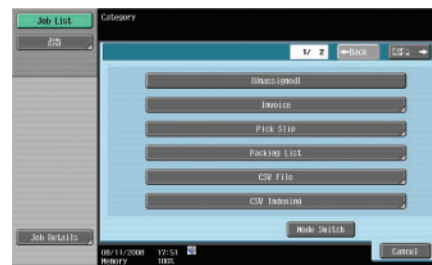 Job List
Category
1/ 2
←Back
→
[Unassigned]
Invoice
Pick Slip
Packing List
CSV File
CSV Indexing
Mode Switch
Job Details
08/11/2008 17:51
Memory 100%
Cancel